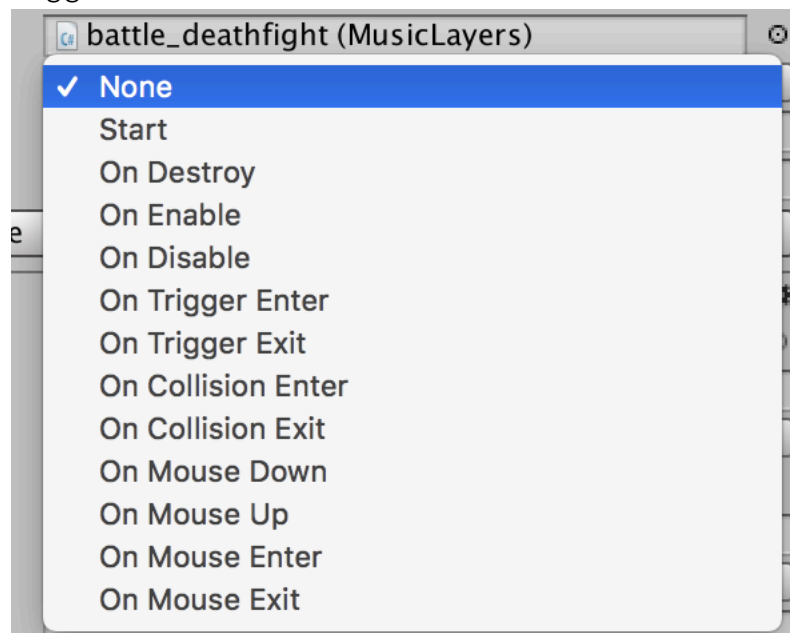 battle_deathfight (MusicLayers)
✓ None
Start
On Destroy
On Enable
e
On Disable
On Trigger Enter
On Trigger Exit
On Collision Enter
On Collision Exit
On Mouse Down
On Mouse Up
On Mouse Enter
On Mouse Exit